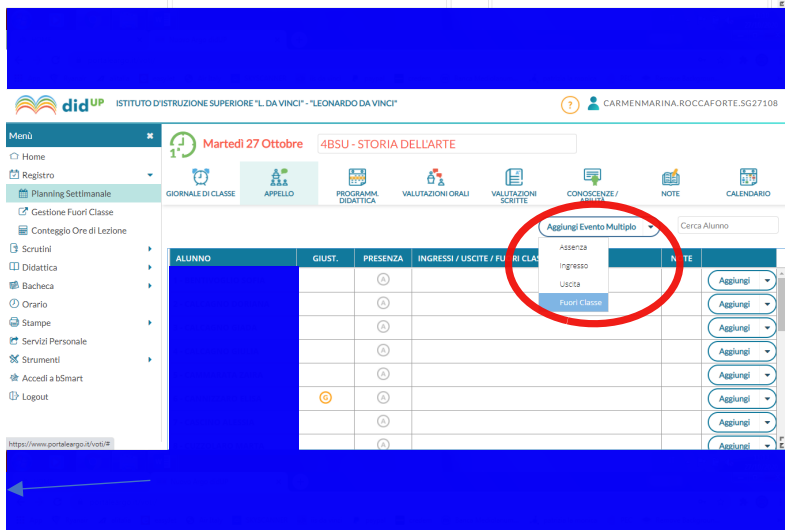 didUP ISTITUTO D'ISTRUZIONE SUPERIORE "L. DA VINCI" - "LEONARDO DA VINCI" ? CARMENMARINA.ROCCAFORTE.SG27108
Menù
Home
Registro
Planning Settimanale
Gestione Fuori Classe
Conteggio Ore di Lezione
Scrutini
Didattica
Bacheca
Orario
Stampe
Servizi Personale
Strumenti
Accedi a bSmart
Logout
https://www.portaleargo.it/voti/#
1° Martedì 27 Ottobre 4BSU - STORIA DELL'ARTE
GIORNALE DI CLASSE
APPELLO
PROGRAMM. DIDATTICA
VALUTAZIONI ORALI
VALUTAZIONI SCRITTE
CONOSCENZE / ABILITÀ
NOTE
CALENDARIO
Aggiungi Evento Multiplo
Cerca Alunno
Assenza
Ingresso
Uscita
Fuori Classe
ALUNNO GIUST. PRESENZA INGRESSI / USCITE / FUORI CLAS NOTE
A Aggiungi
A Aggiungi
A Aggiungi
A Aggiungi
A Aggiungi
G A Aggiungi
A Aggiungi
A Aggiungi